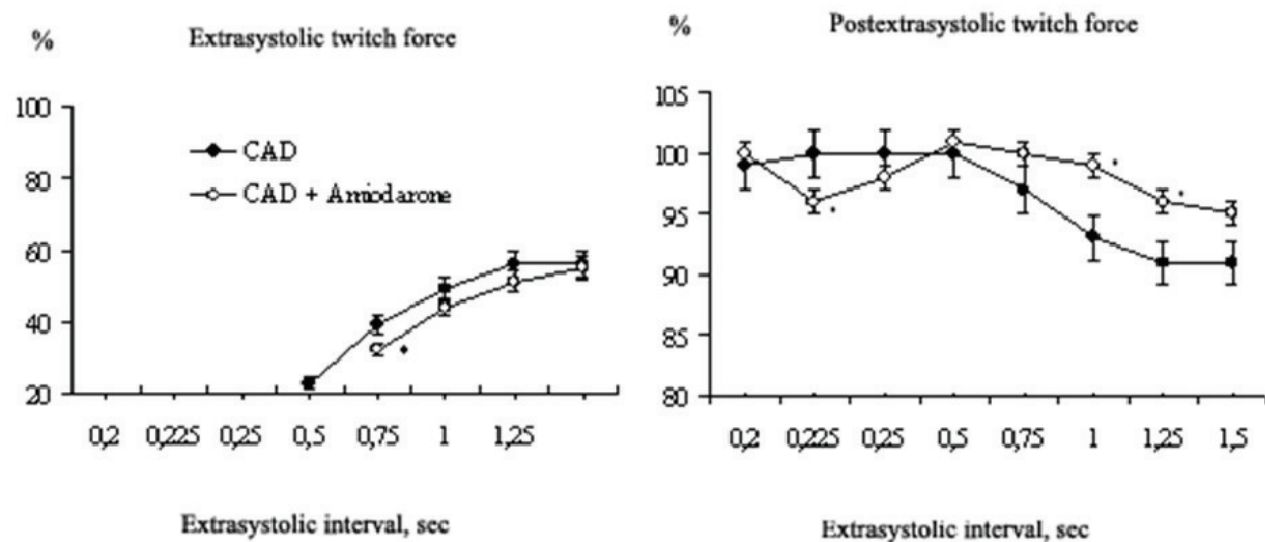 % Extrasystolic twitch force
100
80
60
40
20
CAD
CAD + Amiodarone
0,2 0,225 0,25 0,5 0,75 1 1,25
Extrasystolic interval, sec
% Postextrasystolic twitch force
105
100
95
90
85
80
0,2 0,225 0,25 0,5 0,75 1 1,25 1,5
Extrasystolic interval, sec